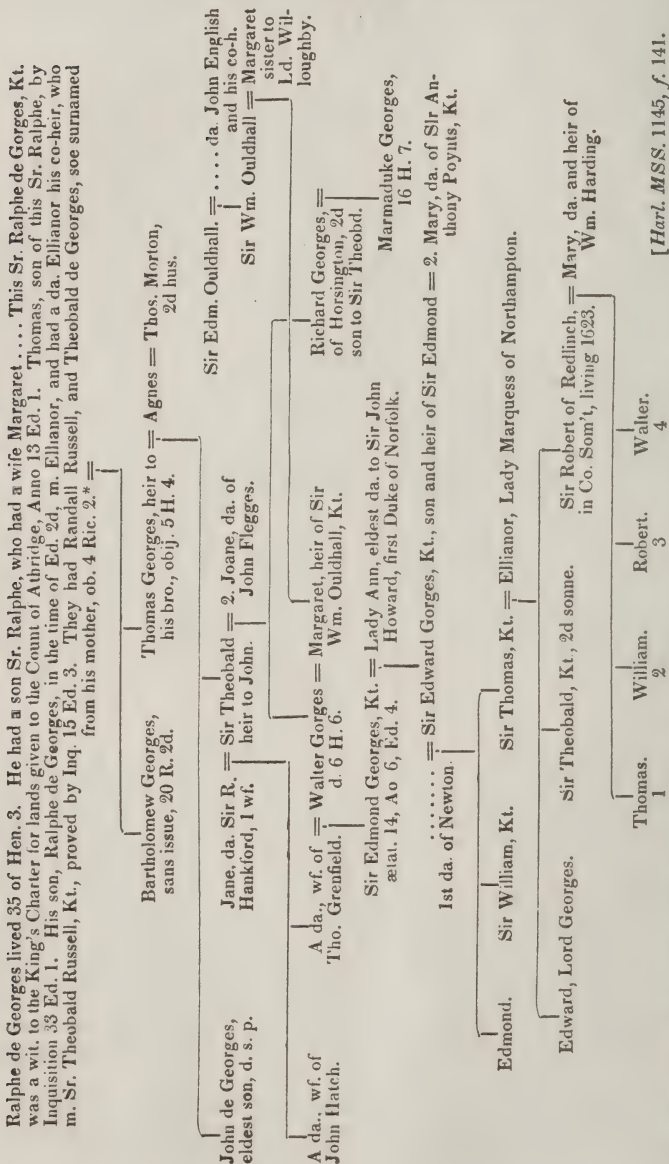 Ralphe de Georges lived 35 of Hen. 3. He had a son Sr. Ralphe, who had a wife Margaret .... This Sr. Ralphe de Gorges, Kt.
was a wit. to the King's Charter for lands given to the Count of Athridge, Anno 13 Ed. 1. Thomas, son of this Sr. Ralphe, by
Inquisition 33 Ed. 1. His son, Ralphe de Georges, in the time of Ed. 2d, m. Ellianor, and had a da. Ellianor his co-heir, who
m. Sr. Theobald Russell, Kt., proved by Inq. 15 Ed. 3. They had Randall Russell, and Theobald de Georges, soe surnamed
from his mother, ob. 4 Ric. 2.* =
Bartholomew Georges,
sans issue, 20 R. 2d.
Thomas Georges, heir to = Agnes = Thos. Morton,
his bro., obij. 5 H. 4.
2d hus.
John de Georges,
eldest son, d. s. p.
Jane, da. Sir R. = Sir Theobald = 2. Joane, da. of
Hankford, 1 wf.
heir to John.
John Flegges.
Sir Edm. Ouldhall. = .... da. John English
and his co-h.
Sir Wm. Ouldhall = Margaret
sister to
Ld. Wil-
loughby.
A da., wf. of
John Hatch.
A da., wf. of
Tho. Grenfield.
= Walter Gorges = Margaret, heir of Sir
d. 6 H. 6.
Wm. Ouldhall, Kt.
Richard Georges, =
of Horsington, 2d
son to Sir Theobd.
Marmaduke Georges,
16 H. 7.
Sir Edmond Georges, Kt. = Lady Ann, eldest da. to Sir John
ætat. 14, Ao 6, Ed. 4.
Howard, first Duke of Norfolk.
....... = Sir Edward Gorges, Kt., son and heir of Sir Edmond = 2. Mary, da. of Sir An-
1st da. of Newton.
thony Poynts, Kt.
Edmond.
Sir William, Kt.
Sir Thomas, Kt. = Ellianor, Lady Marquess of Northampton.
Edward, Lord Georges.
Sir Theobald, Kt., 2d sonne.
Sir Robert of Redlinch, = Mary, da. and heir of
in Co. Som't, living 1623.
Wm. Harding.
Thomas.
1
William.
2
Robert.
3
Walter.
4
[Harl. MSS. 1145, f. 141.